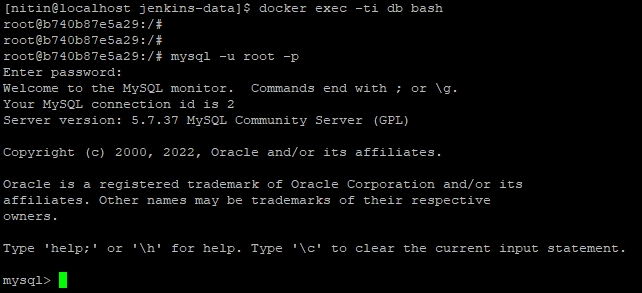 [nitin@localhost jenkins-data]$ docker exec -ti db bash
root@b740b87e5a29:/#
root@b740b87e5a29:/#
root@b740b87e5a29:/# mysql -u root -p
Enter password:
Welcome to the MySQL monitor.  Commands end with ; or \g.
Your MySQL connection id is 2
Server version: 5.7.37 MySQL Community Server (GPL)
Copyright (c) 2000, 2022, Oracle and/or its affiliates.
Oracle is a registered trademark of Oracle Corporation and/or its
affiliates. Other names may be trademarks of their respective
owners.
Type 'help;' or '\h' for help. Type '\c' to clear the current input statement.
mysql>